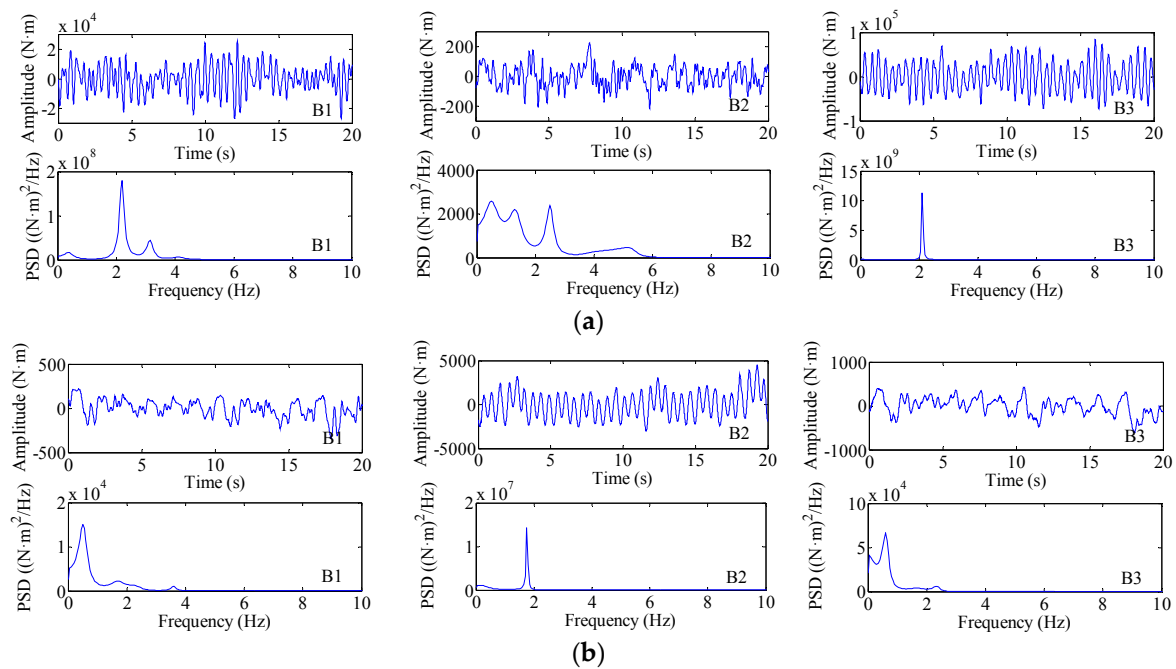 x 10^4
Amplitude (N·m)
2
0
-2
B1
0 5 10 15 20
Time (s)
200
Amplitude (N·m)
0
-200
B2
0 5 10 15 20
Time (s)
1 x 10^5
Amplitude (N·m)
0
-1
B3
0 5 10 15 20
Time (s)
2 x 10^8
PSD ((N·m)^2/Hz)
1
0
B1
0 2 4 6 8 10
Frequency (Hz)
4000
PSD ((N·m)^2/Hz)
2000
0
B2
0 2 4 6 8 10
Frequency (Hz)
15 x 10^9
PSD ((N·m)^2/Hz)
10
5
0
B3
0 2 4 6 8 10
Frequency (Hz)
(a)
500
Amplitude (N·m)
0
-500
B1
0 5 10 15 20
Time (s)
5000
Amplitude (N·m)
0
5000
B2
0 5 10 15 20
Time (s)
1000
Amplitude (N·m)
0
-1000
B3
0 5 10 15 20
Time (s)
2 x 10^4
PSD ((N·m)^2/Hz)
1
0
B1
0 2 4 6 8 10
Frequency (Hz)
2 x 10^7
PSD ((N·m)^2/Hz)
1
0
B2
0 2 4 6 8 10
Frequency (Hz)
10 x 10^4
PSD ((N·m)^2/Hz)
5
0
B3
0 2 4 6 8 10
Frequency (Hz)
(b)